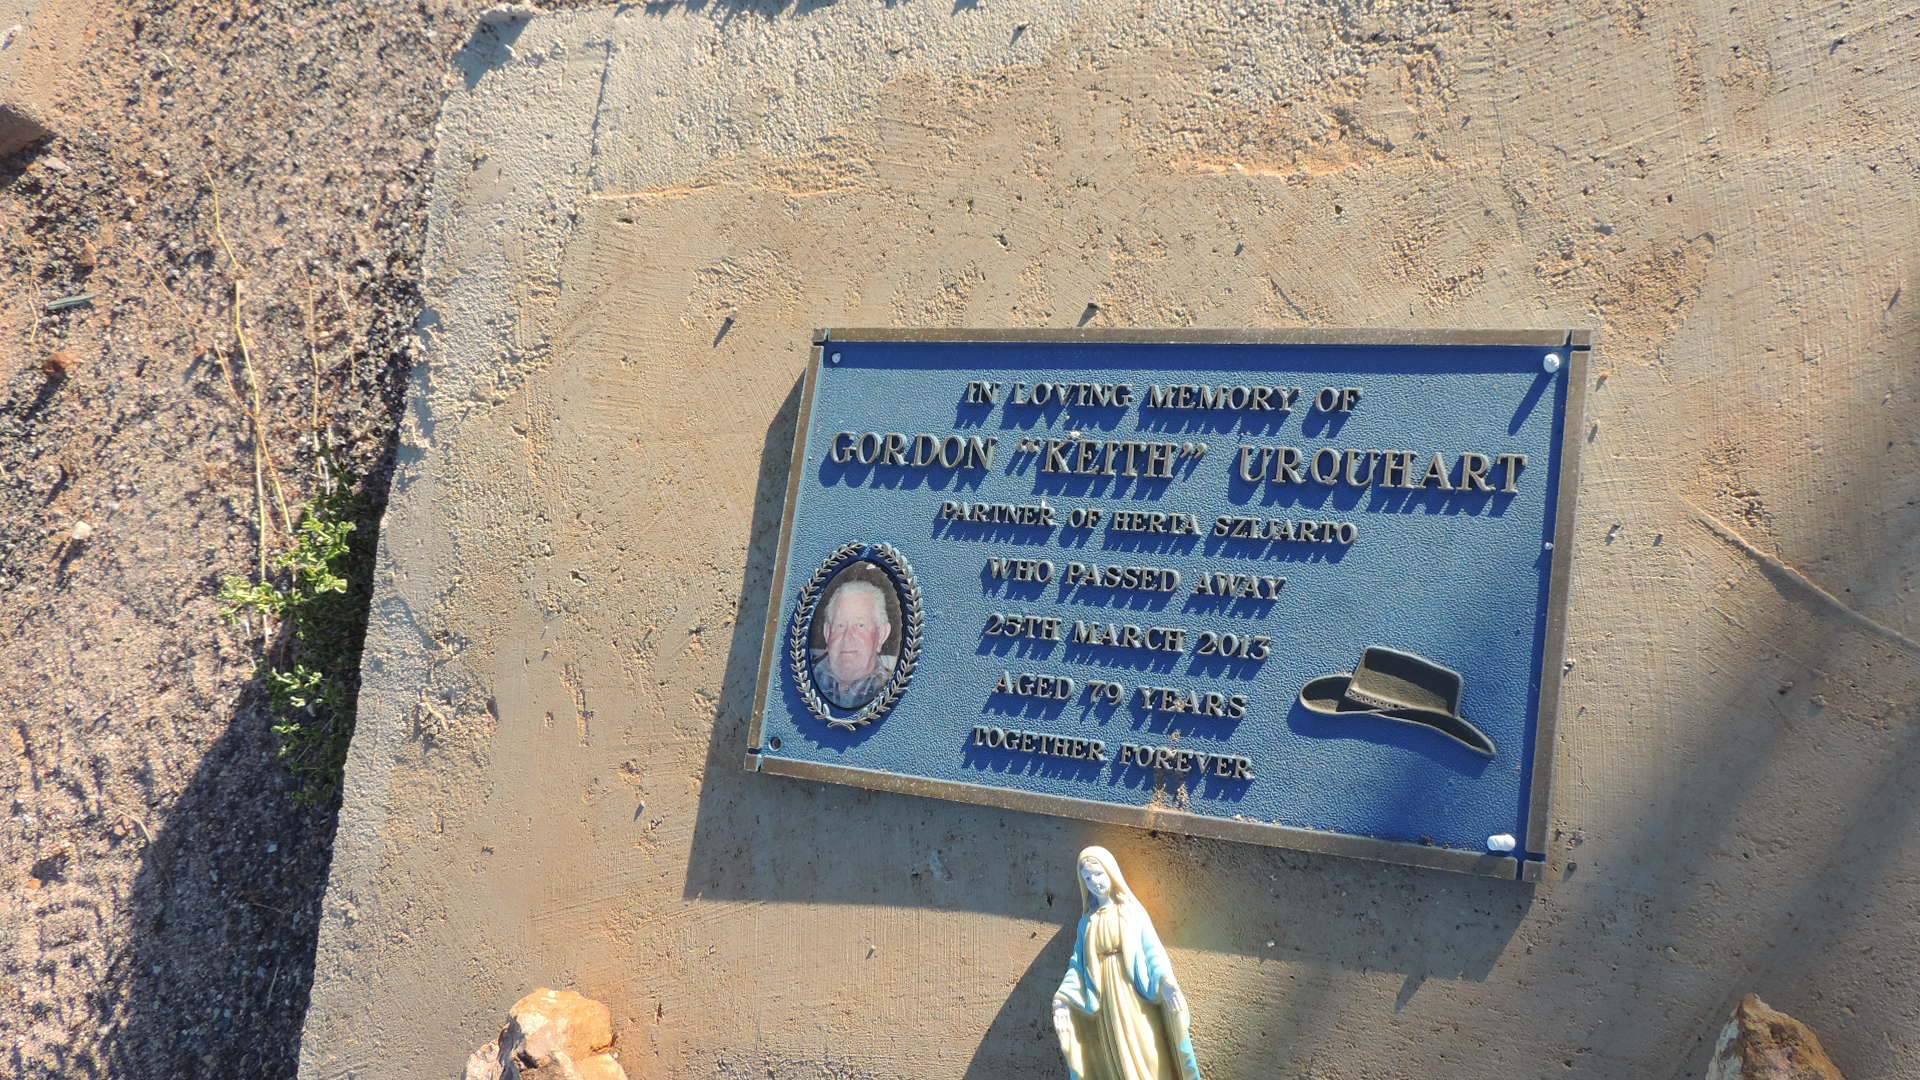 IN LOVING MEMORY OF
GORDON "KEITH" URQUHART
PARTNER OF HERTA SZIJARTO
WHO PASSED AWAY
25TH MARCH 2013
AGED 79 YEARS
TOGETHER FOREVER